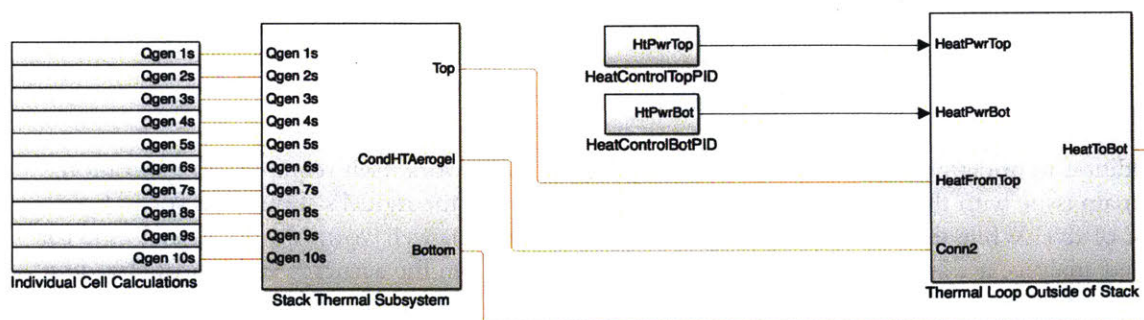 Qgen 1s
Qgen 2s
Qgen 3s
Qgen 4s
Qgen 5s
Qgen 6s
Qgen 7s
Qgen 8s
Qgen 9s
Qgen 10s
Individual Cell Calculations
Qgen 1s
Qgen 2s
Qgen 3s
Qgen 4s
Qgen 5s
Qgen 6s
Qgen 7s
Qgen 8s
Qgen 9s
Qgen 10s
Top
CondHTAerogel
Bottom
Stack Thermal Subsystem
HtPwrTop
HeatControlTopPID
HtPwrBot
HeatControlBotPID
HeatPwrTop
HeatPwrBot
HeatToBot
HeatFromTop
Conn2
Thermal Loop Outside of Stack